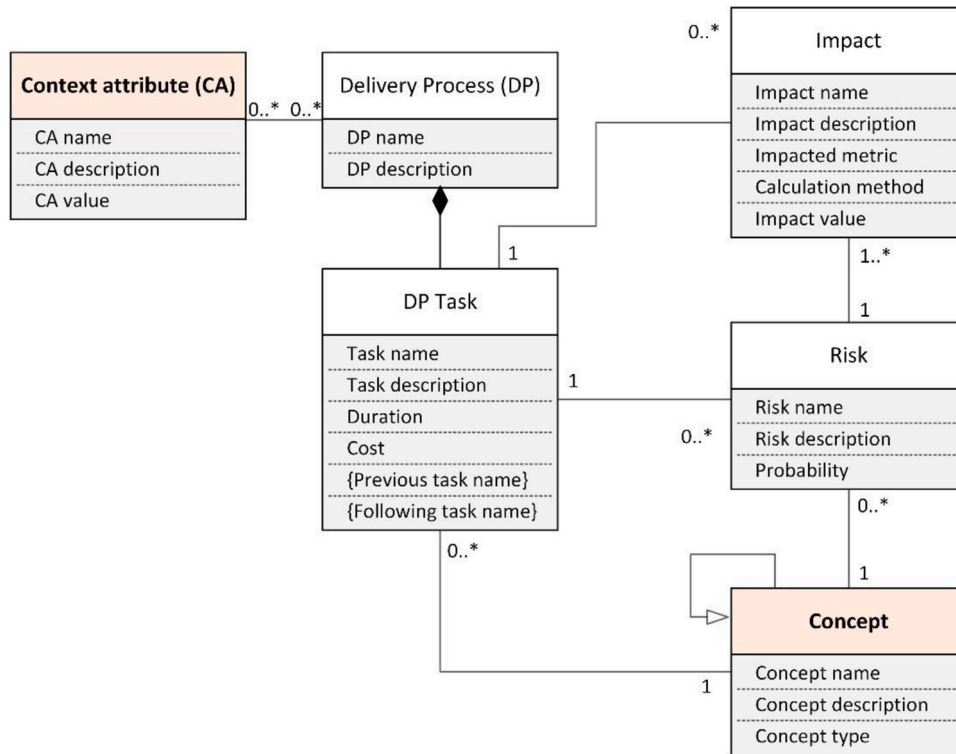 Context attribute (CA)
CA name
CA description
CA value
0..* 0..*
Delivery Process (DP)
DP name
DP description
0..*
Impact
Impact name
Impact description
Impacted metric
Calculation method
Impact value
1
1..*
1
DP Task
Task name
Task description
Duration
Cost
{Previous task name}
{Following task name}
1
0..*
Risk
Risk name
Risk description
Probability
0..*
0..*
1
1
Concept
Concept name
Concept description
Concept type